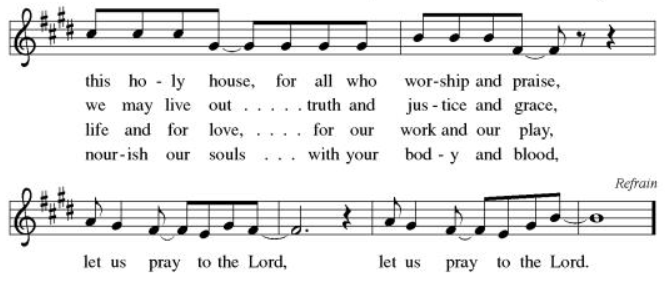 this ho - ly house, for all who wor-ship and praise,
we may live out . . . . . truth and jus - tice and grace,
life and for love, . . . . for our work and our play,
nour-ish our souls . . . with your bod - y and blood,
Refrain
let us pray to the Lord, let us pray to the Lord.